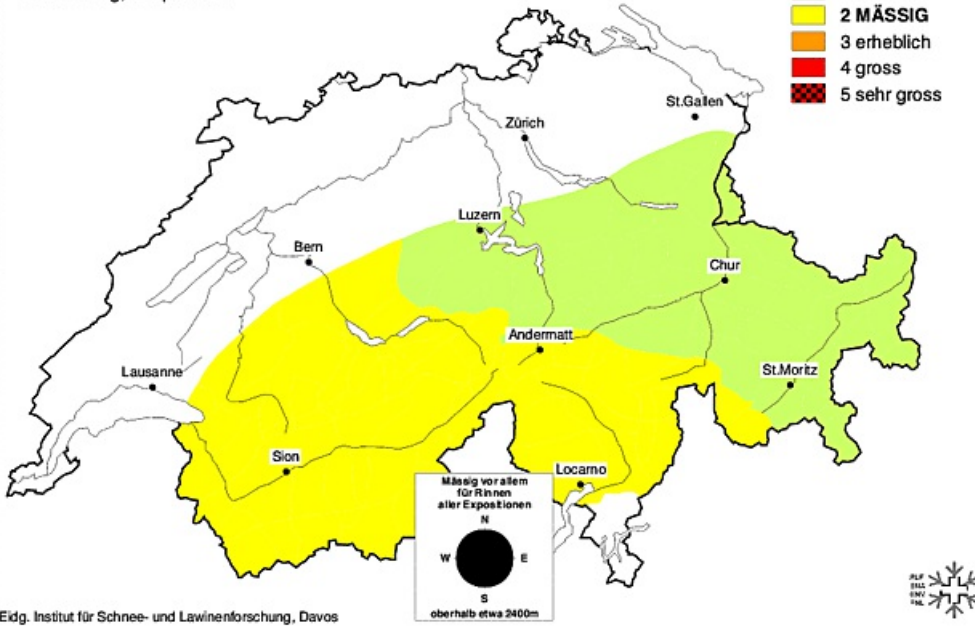 2 MÄSSIG
3 erheblich
4 gross
5 sehr gross
St.Gallen
Zürich
Luzern
Bern
Chur
Andermatt
Lausanne
St.Moritz
Sion
Locarno
Mässig vor allem
für Rinnen
aller Expositionen
N
W E
S
oberhalb etwa 2400m
Eidg. Institut für Schnee- und Lawinenforschung, Davos